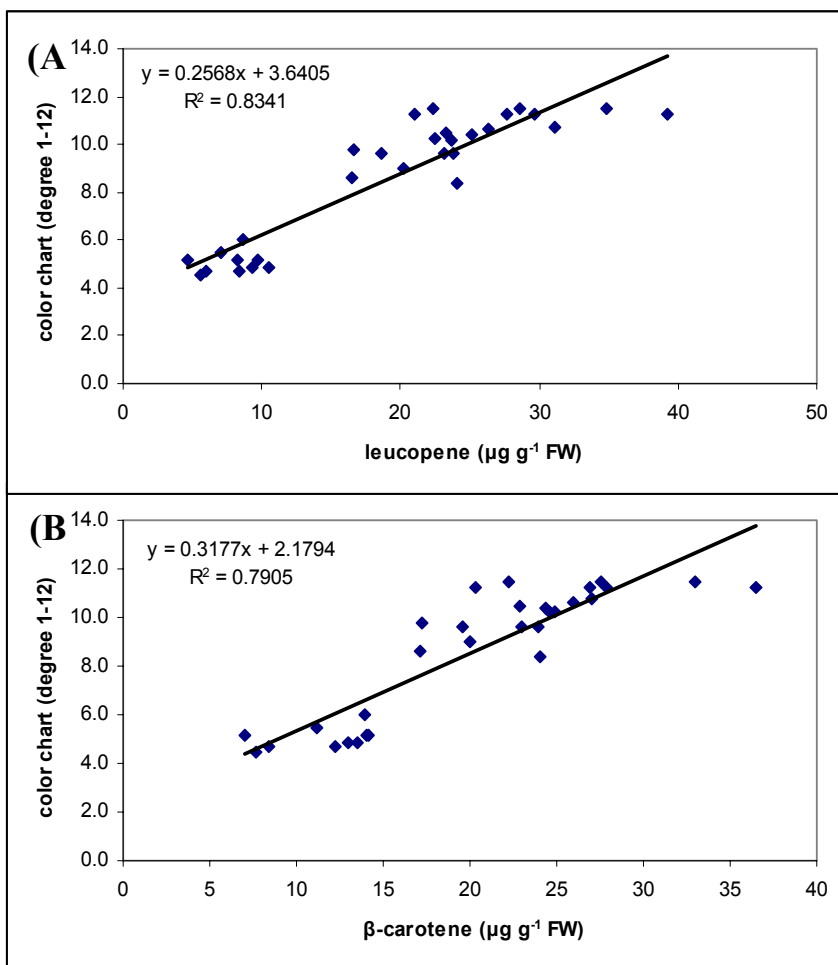 (A
y = 0.2568x + 3.6405
R² = 0.8341
color chart (degree 1-12)
14.0
12.0
10.0
8.0
6.0
4.0
2.0
0.0
0 10 20 30 40 50
leucopene (µg g⁻¹ FW)
(B
y = 0.3177x + 2.1794
R² = 0.7905
color chart (degree 1-12)
14.0
12.0
10.0
8.0
6.0
4.0
2.0
0.0
0 5 10 15 20 25 30 35 40
β-carotene (µg g⁻¹ FW)